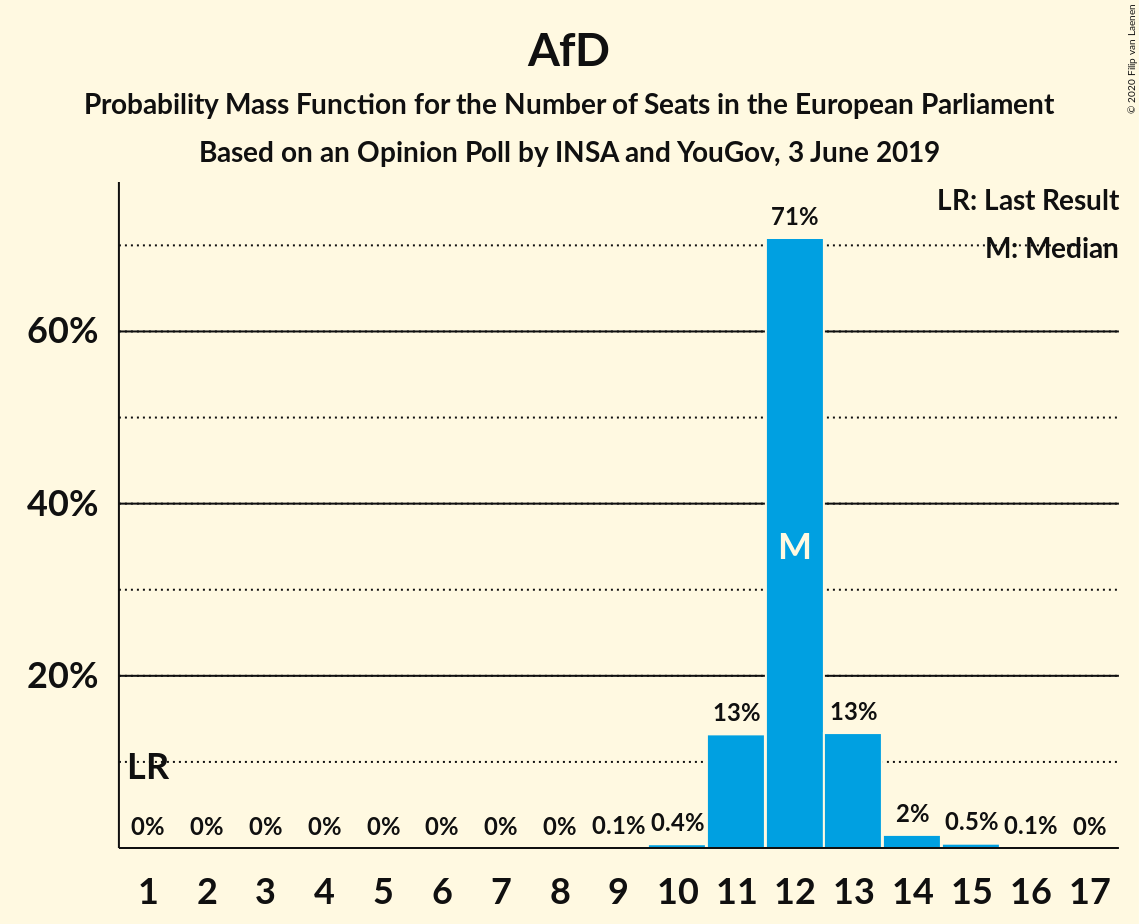 AfD
Probability Mass Function for the Number of Seats in the European Parliament
Based on an Opinion Poll by INSA and YouGov, 3 June 2019
© 2020 Filip van Laenen
LR: Last Result
M: Median
71%
60%
40%
M
20%
13%
13%
LR
0%
0%
0%
0%
0%
0%
0%
0%
0.1%
0.4%
2%
0.5%
0.1%
0%
1 2 3 4 5 6 7 8 9 10 11 12 13 14 15 16 17